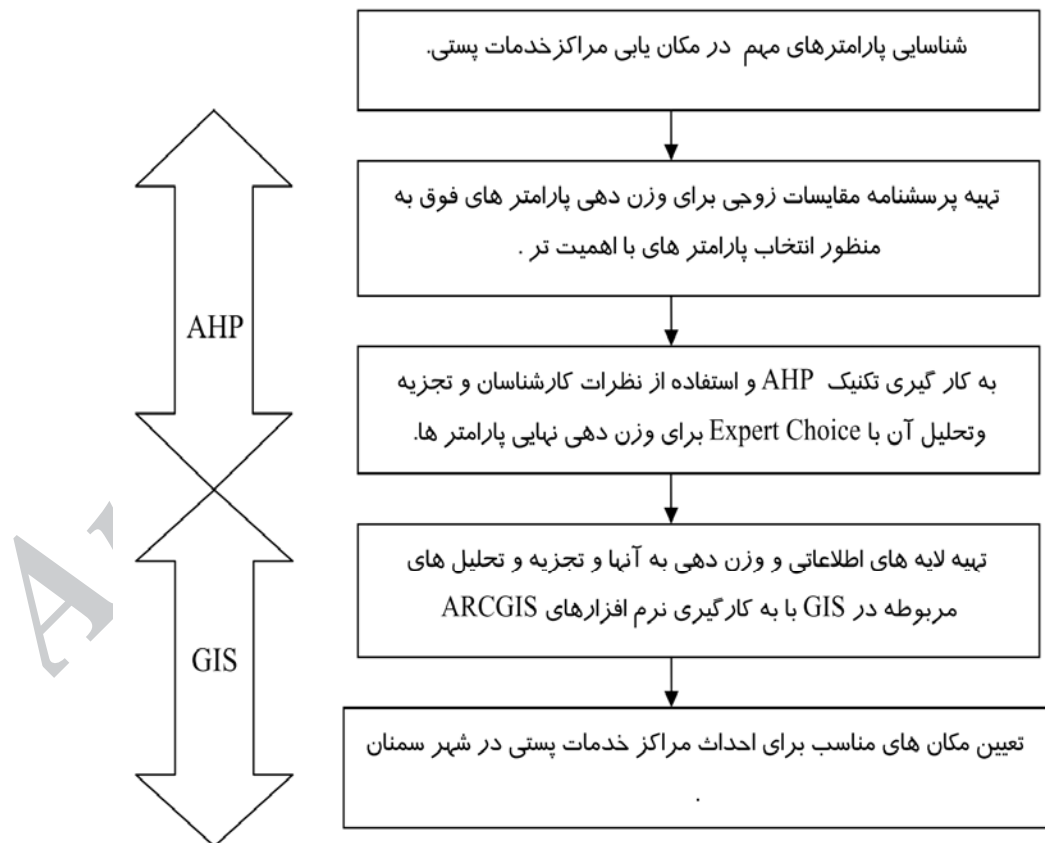 شناسایی پارامترهای مهم در مکان یابی مراکز خدمات پستی.
تهیه پرسشنامه مقایسات زوجی برای وزن دهی پارامتر های فوق به
منظور انتخاب پارامتر های با اهمیت تر .
AHP
به کار گیری تکنیک AHP و استفاده از نظرات کارشناسان و تجزیه
وتحلیل آن با Expert Choice برای وزن دهی نهایی پارامتر ها.
تهیه لایه های اطلاعاتی و وزن دهی به آنها و تجزیه و تحلیل های
مربوطه در GIS با به کارگیری نرم افزارهای ARCGIS
GIS
تعیین مکان های مناسب برای احداث مراکز خدمات پستی در شهر سمنان
.